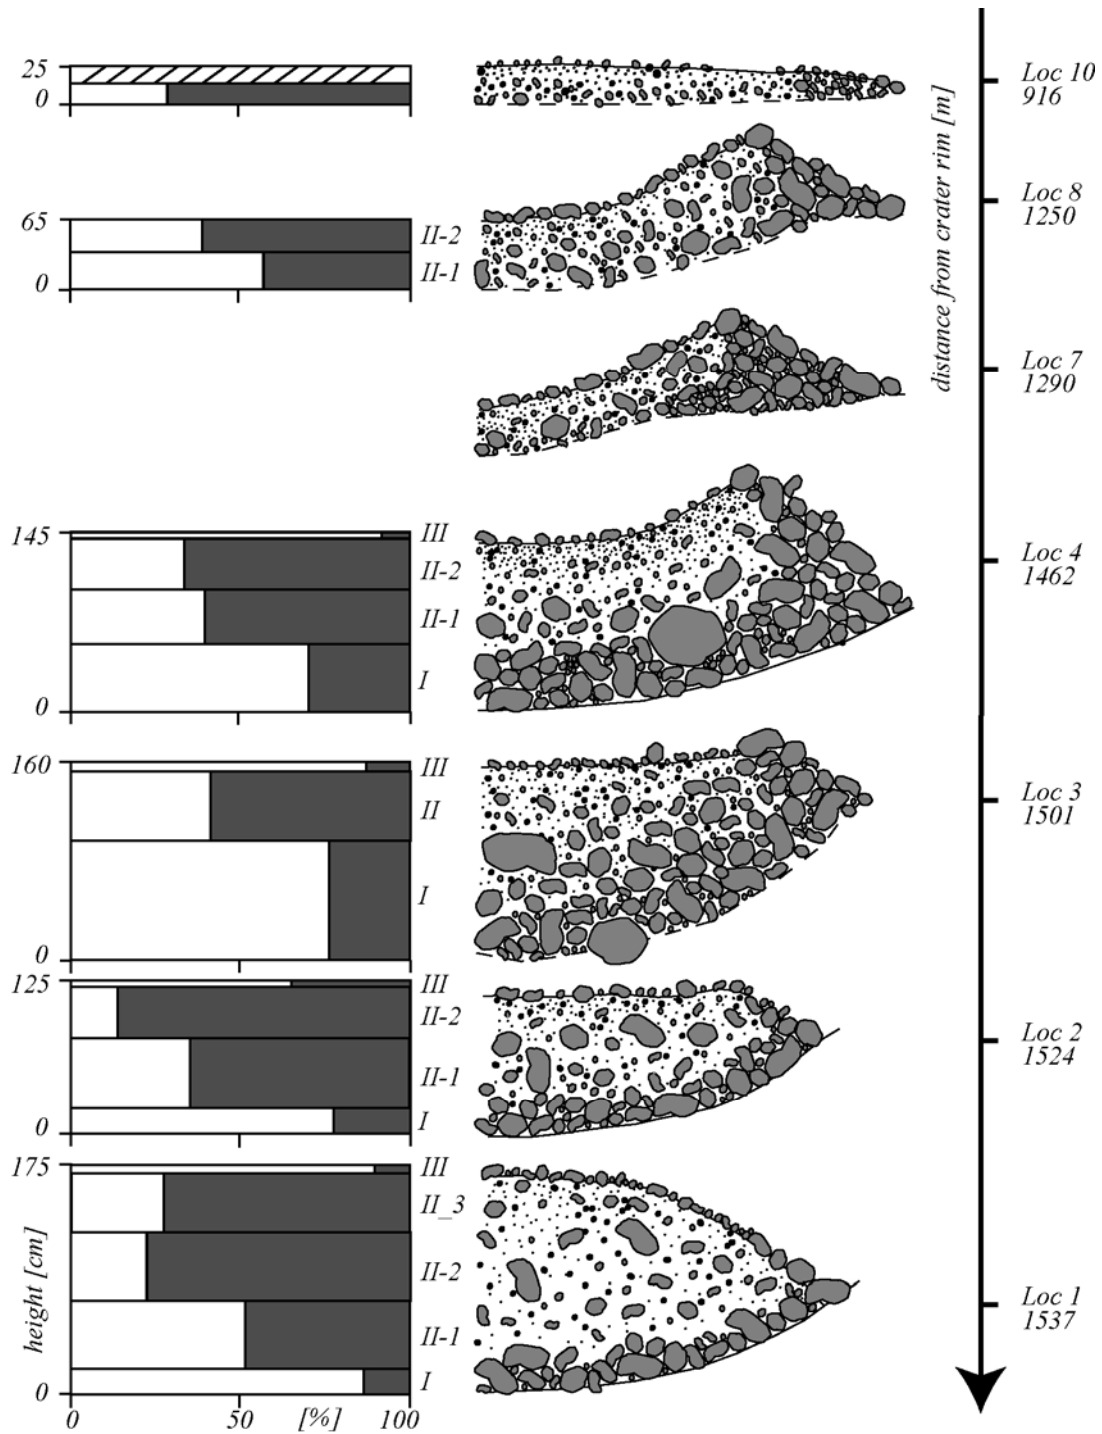 25
0
Loc 10
916
distance from crater rim [m]
65
0
II-2
II-1
Loc 8
1250
Loc 7
1290
145
0
III
II-2
II-1
I
Loc 4
1462
160
0
III
II
I
Loc 3
1501
125
0
III
II-2
II-1
I
Loc 2
1524
175
0
height [cm]
III
II_3
II-2
II-1
I
Loc 1
1537
0 50 [%] 100